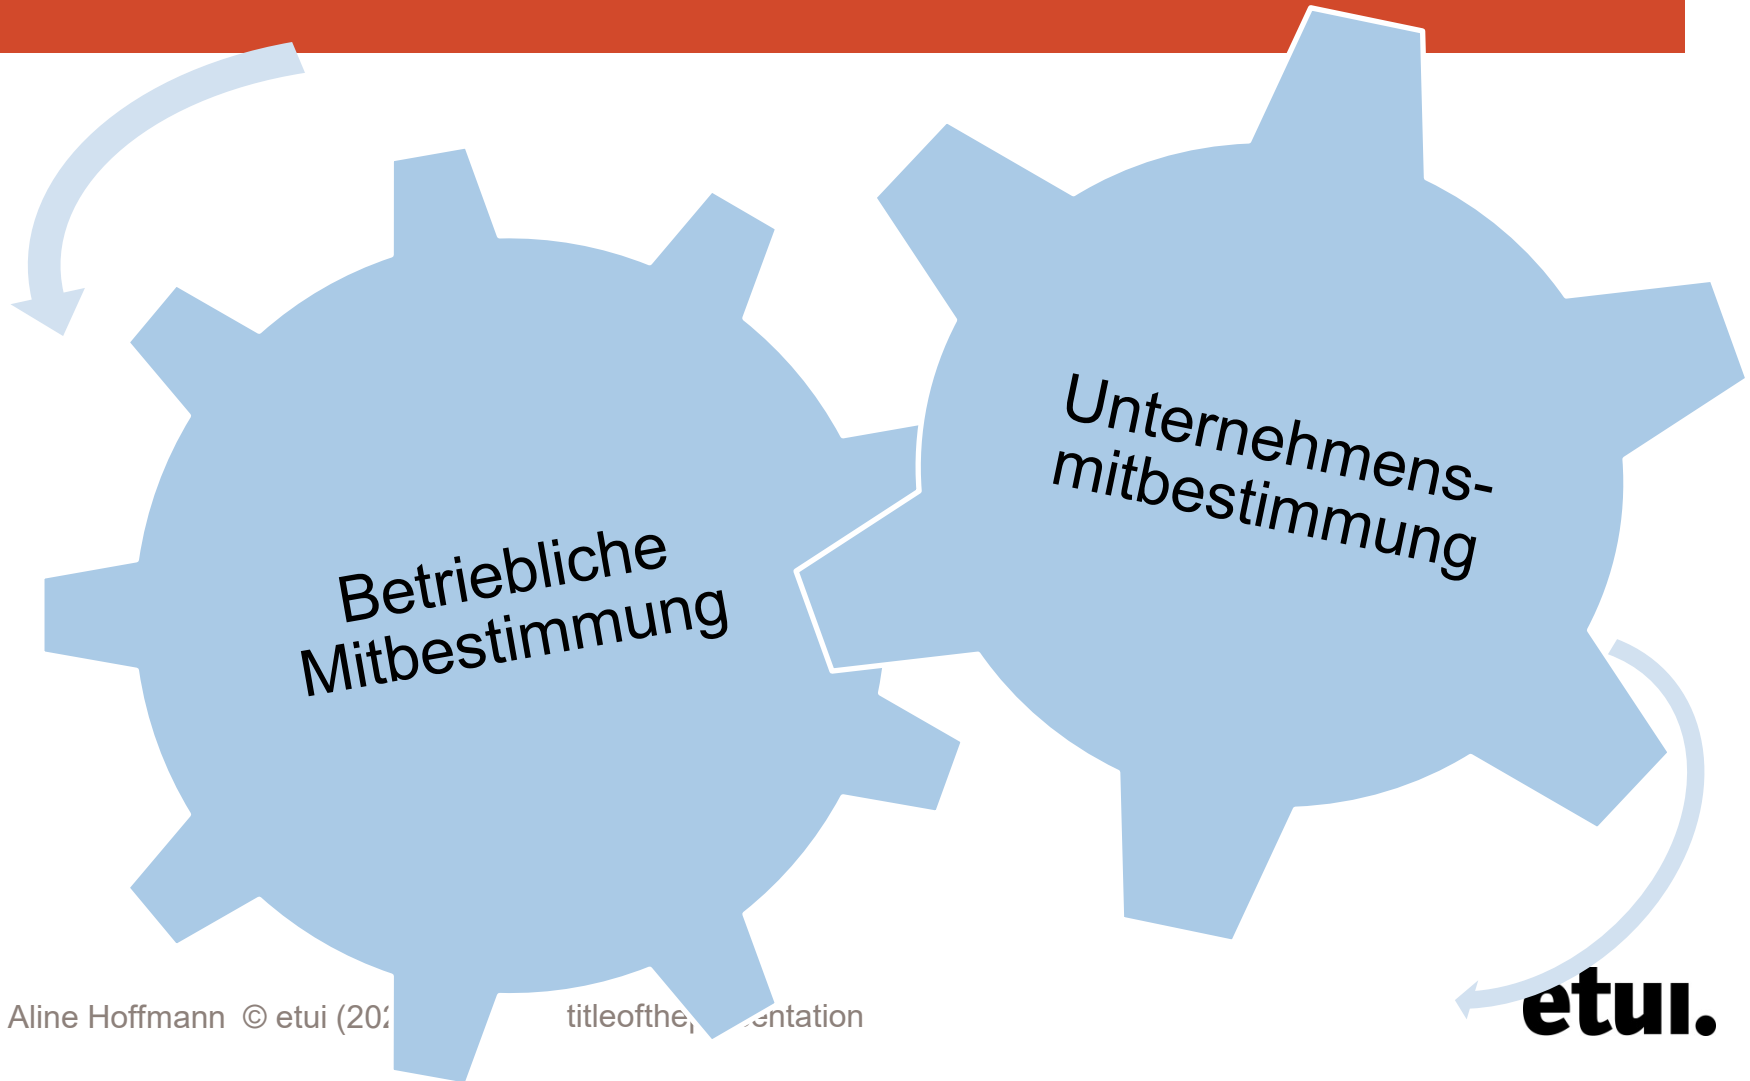 Unternehmens-
mitbestimmung
Betriebliche
Mitbestimmung
Aline Hoffmann © etui
etui.